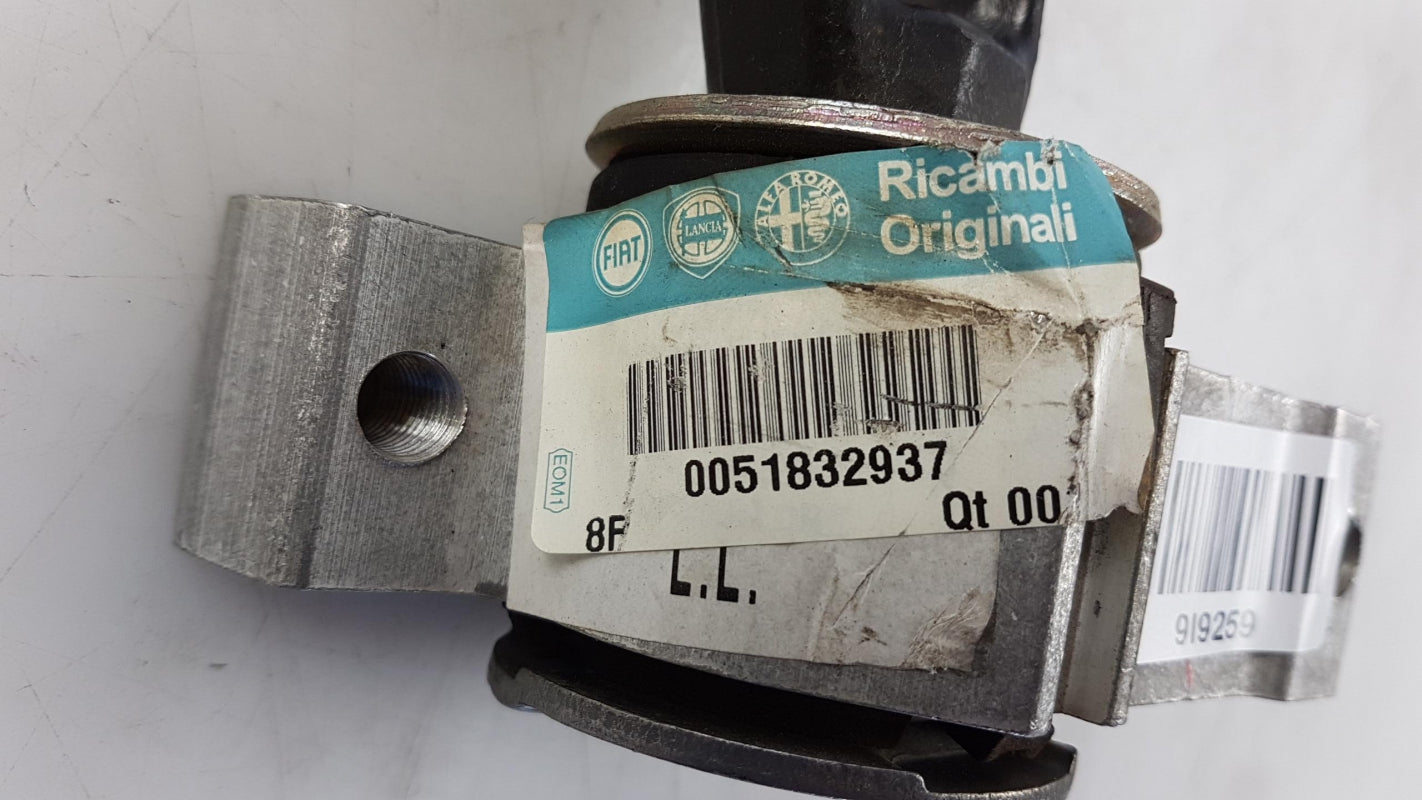 FIAT
LANCIA
ALFA ROMEO
Ricambi
Originali
0051832937
EOM1
8F
Qt 00
L.L.
919259